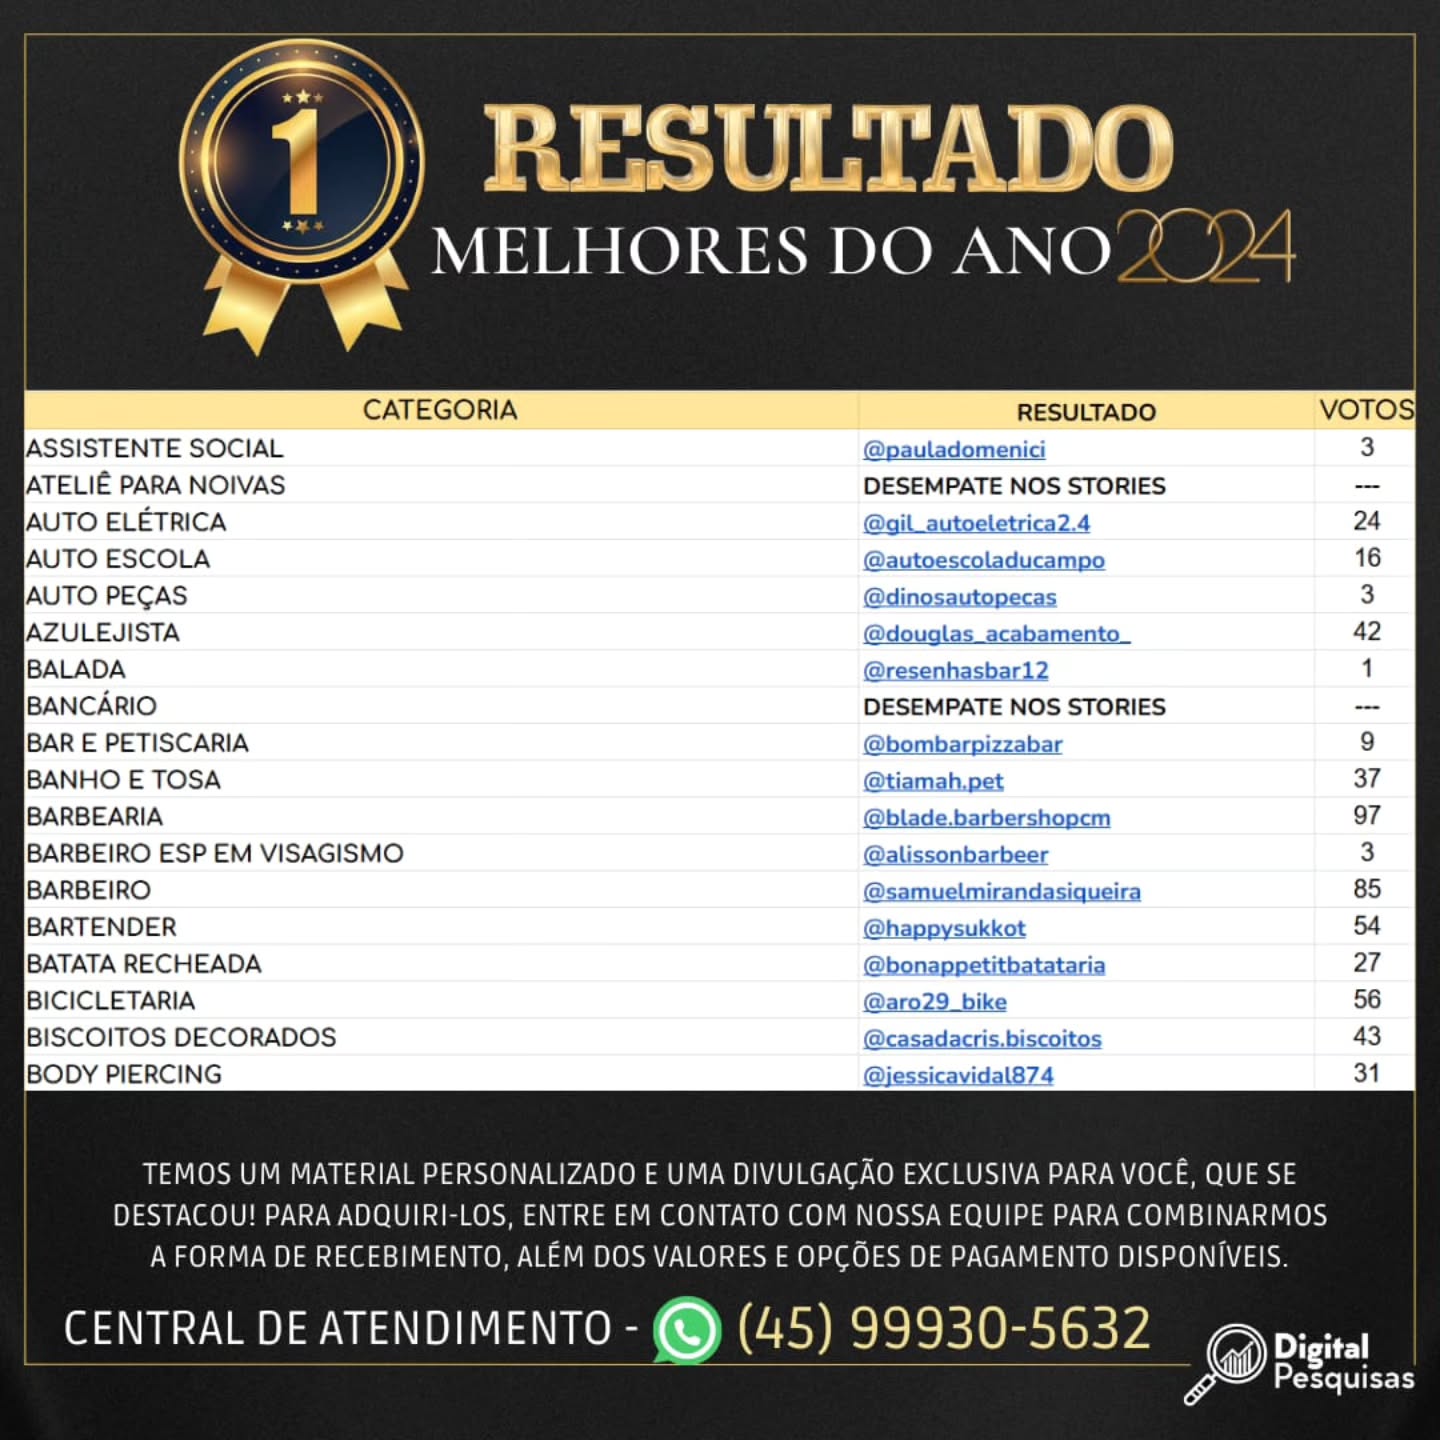 1
RESULTADO
MELHORES DO ANO 2024
CATEGORIA RESULTADO VOTOS
ASSISTENTE SOCIAL @pauladomenici 3
ATELIÊ PARA NOIVAS DESEMPATE NOS STORIES ---
AUTO ELÉTRICA @gil_autoeletrica2.4 24
AUTO ESCOLA @autoescoladucampo 16
AUTO PEÇAS @dinosautopecas 3
AZULEJISTA @douglas_acabamento_ 42
BALADA @resenhasbar12 1
BANCÁRIO DESEMPATE NOS STORIES ---
BAR E PETISCARIA @bombarpizzabar 9
BANHO E TOSA @tiamah.pet 37
BARBEARIA @blade.barbershopcm 97
BARBEIRO ESP EM VISAGISMO @alissonbarbeer 3
BARBEIRO @samuelmirandasiqueira 85
BARTENDER @happysukkot 54
BATATA RECHEADA @bonappetitbatataria 27
BICICLETARIA @aro29_bike 56
BISCOITOS DECORADOS @casadacris.biscoitos 43
BODY PIERCING @jessicavidal874 31
TEMOS UM MATERIAL PERSONALIZADO E UMA DIVULGAÇÃO EXCLUSIVA PARA VOCÊ, QUE SE
DESTACOU! PARA ADQUIRI-LOS, ENTRE EM CONTATO COM NOSSA EQUIPE PARA COMBINARMOS
A FORMA DE RECEBIMENTO, ALÉM DOS VALORES E OPÇÕES DE PAGAMENTO DISPONÍVEIS.
CENTRAL DE ATENDIMENTO - (45) 99930-5632
Digital
Pesquisas